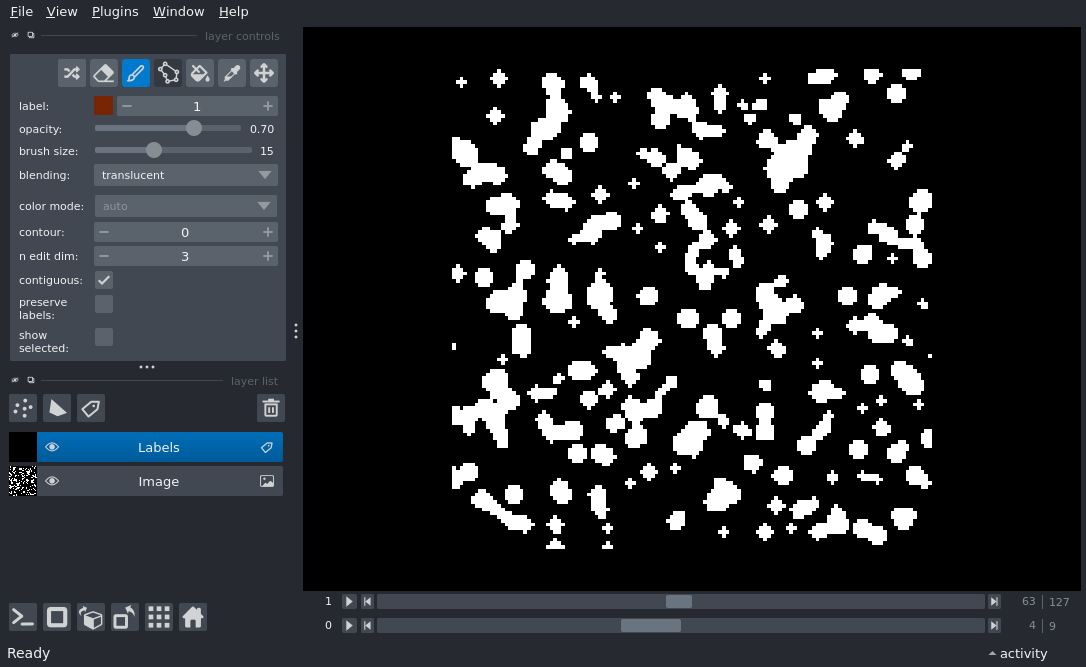 File View Plugins Window Help
layer controls
label: 1
opacity: 0.70
brush size: 15
blending: translucent
color mode: auto
contour: 0
n edit dim: 3
contiguous:
preserve
labels:
show
selected:
layer list
Labels
Image
1 63 127
0 4 9
Ready activity